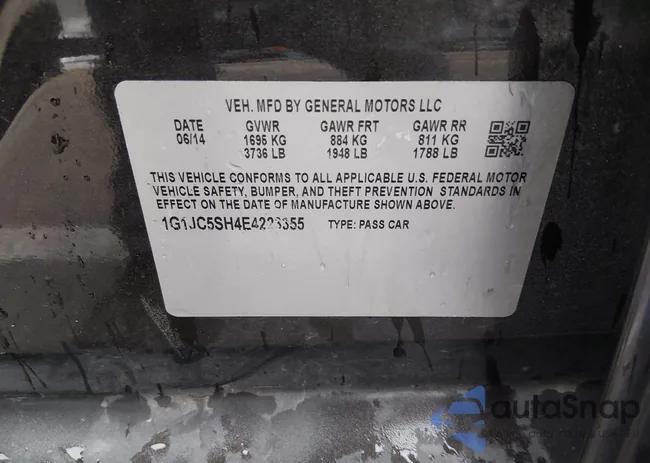 VEH. MFD BY GENERAL MOTORS LLC
DATE GVWR GAWR FRT GAWR RR
06/14 1696 KG 884 KG 811 KG
3736 LB 1948 LB 1788 LB
THIS VEHICLE CONFORMS TO ALL APPLICABLE U.S. FEDERAL MOTOR
VEHICLE SAFETY, BUMPER, AND THEFT PREVENTION STANDARDS IN
EFFECT ON THE DATE OF MANUFACTURE SHOWN ABOVE.
TYPE: PASS CAR
autaSnap